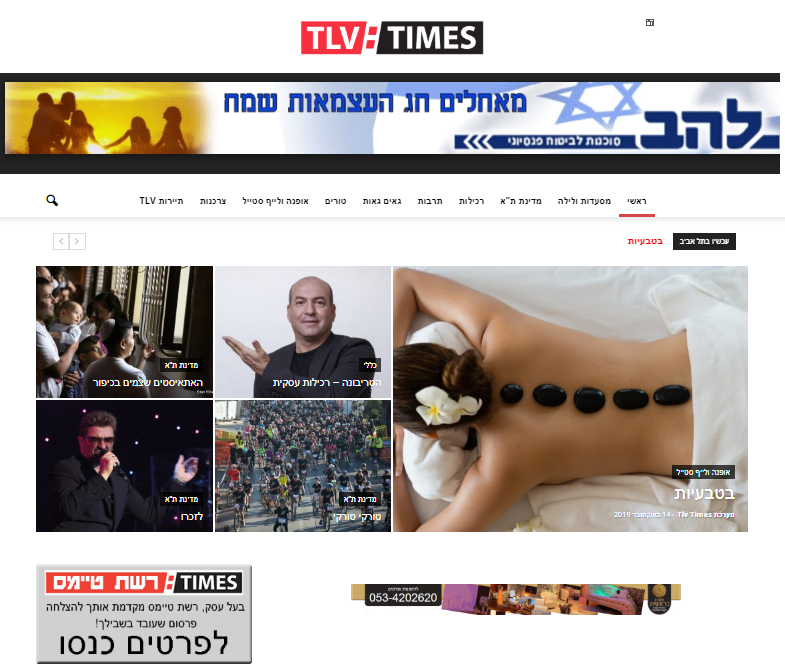 TLV:TIMES
מאחלים חג העצמאות שמח
להב
סוכנות לביטוח פנסיוני
ראשי
מסעדות ולילה
מדינת ת"א
רכילות
תרבות
גאים גאות
טורים
אופנה ולייף סטייל
צרכנות
תיירות TLV
עכשיו בתל אביב
בטבעיות
אופנה ולייף סטייל
בטבעיות
מערכת Tlv Times - 14 באוקטובר 2019
כללי
הטריבונה – רכילות עסקית
מדינת ת"א
האתאיסטים שצמים בכיפור
מדינת ת"א
טורקי טורקי
מדינת ת"א
לזכרו
053-4202620
רשת טיימס :TIMES
בעל עסק, רשת טיימס מקדמת אותך להצלחה
פרסום שעובד בשבילך!
לפרטים כנסו